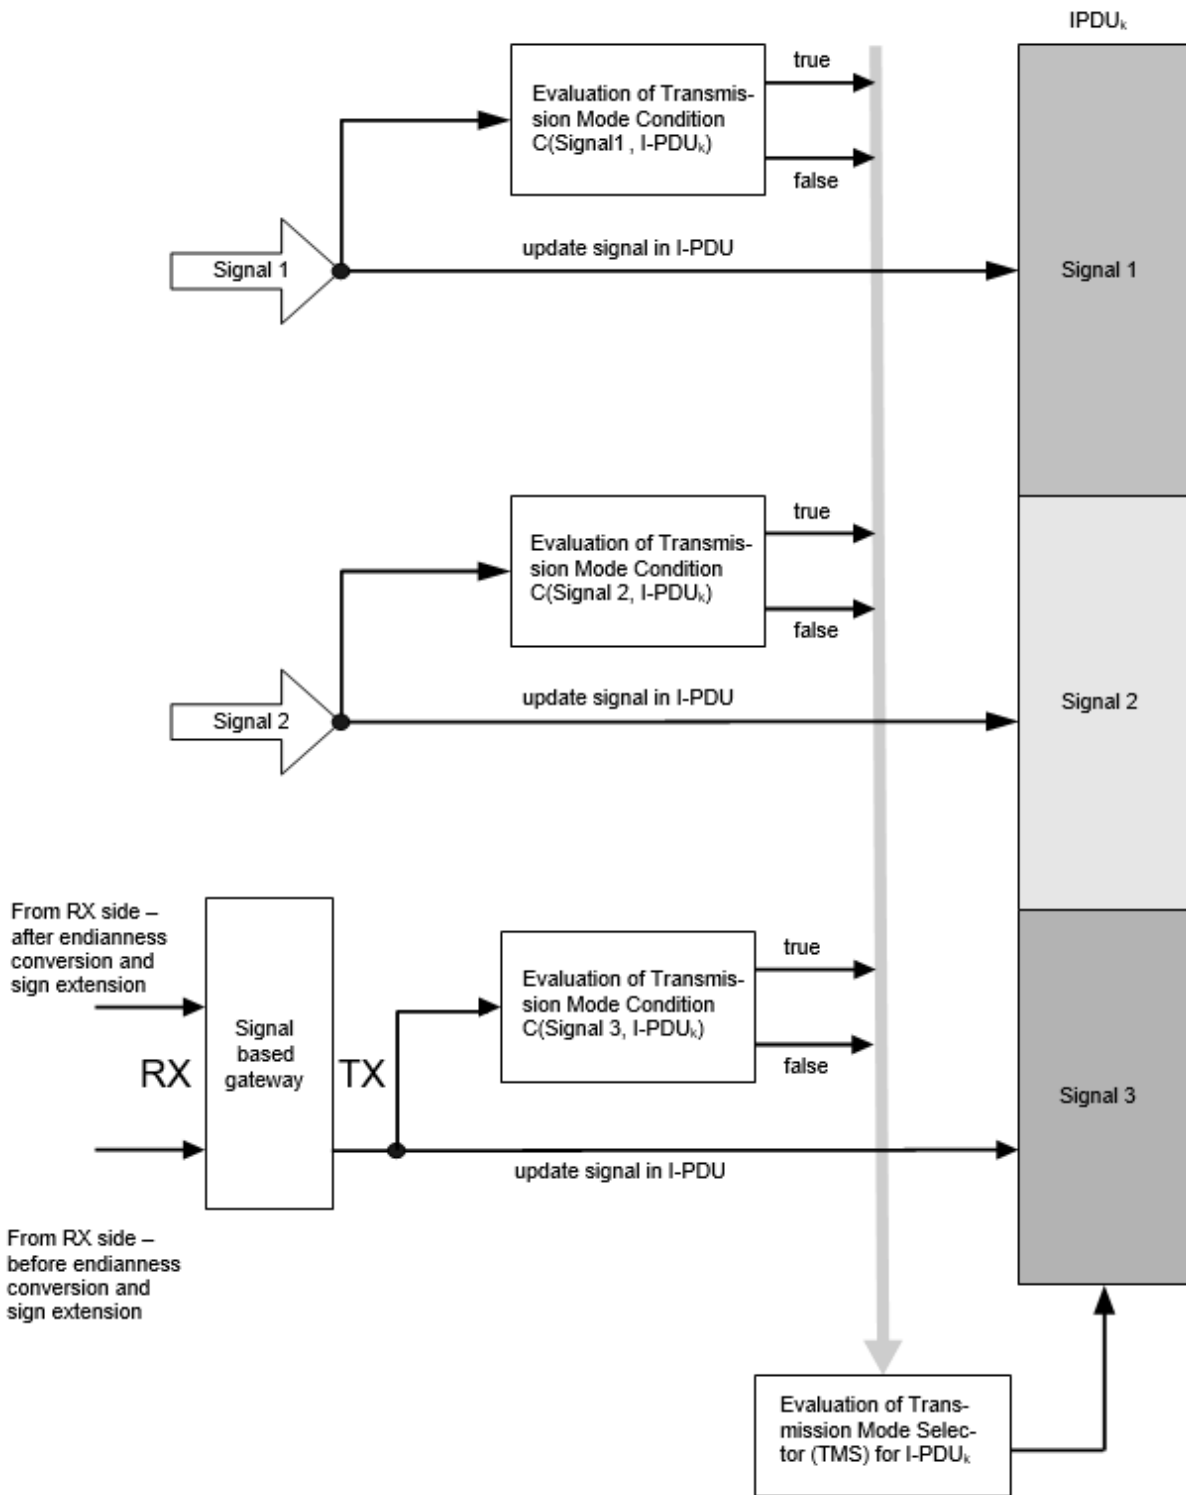 IPDUₖ
true
Evaluation of Transmis-
sion Mode Condition
C(Signal1 , I-PDUₖ)
false
update signal in I-PDU
Signal 1
Signal 1
true
Evaluation of Transmis-
sion Mode Condition
C(Signal 2, I-PDUₖ)
false
update signal in I-PDU
Signal 2
Signal 2
From RX side –
after endianness
conversion and
sign extension
true
Evaluation of Transmis-
sion Mode Condition
C(Signal 3, I-PDUₖ)
false
Signal
based
gateway
RX
TX
Signal 3
update signal in I-PDU
From RX side –
before endianness
conversion and
sign extension
Evaluation of Trans-
mission Mode Selec-
tor (TMS) for I-PDUₖ